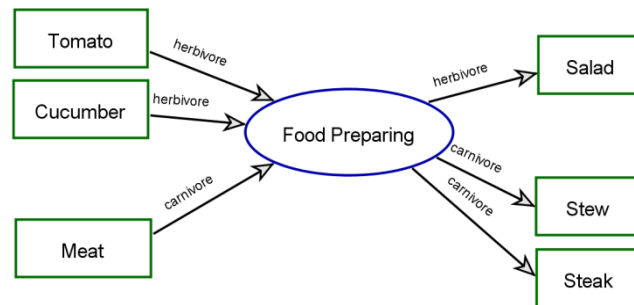 Tomato
herbivore
Cucumber
herbivore
Meat
carnivore
Food Preparing
herbivore
Salad
carnivore
Stew
carnivore
Steak